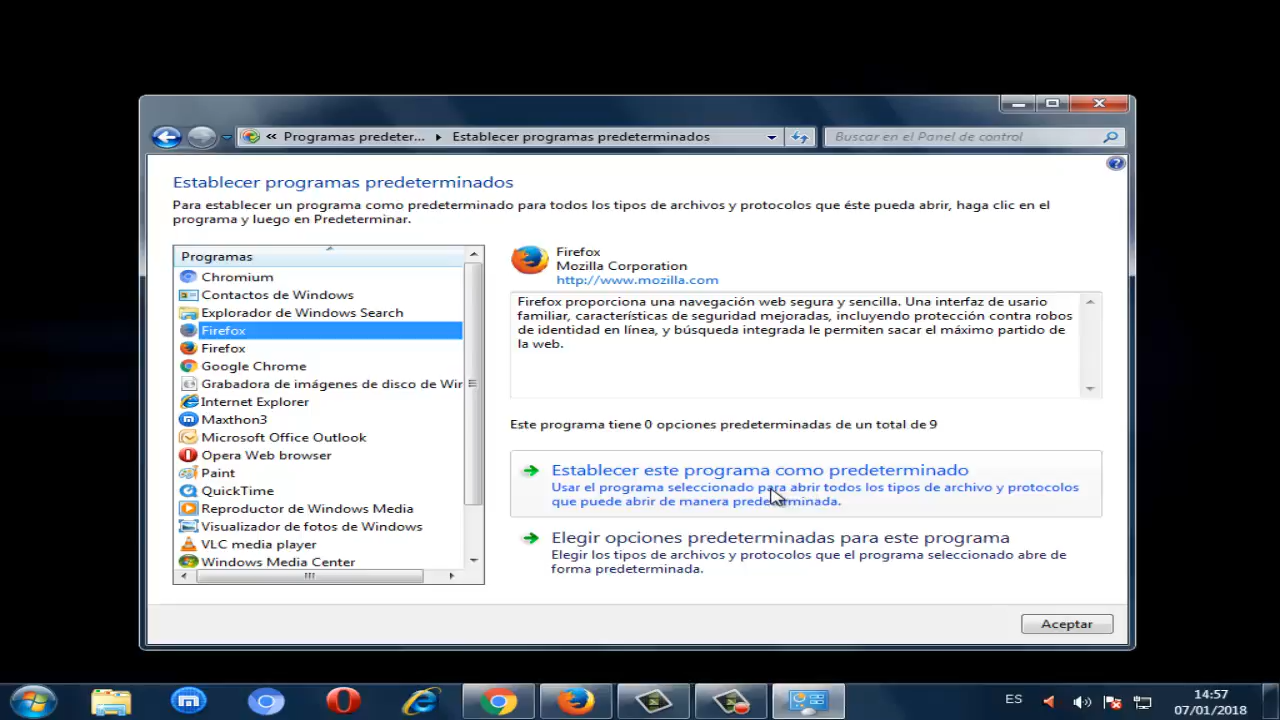 « Programas predeter... ▸ Establecer programas predeterminados
Buscar en el Panel de control
Establecer programas predeterminados
Para establecer un programa como predeterminado para todos los tipos de archivos y protocolos que éste pueda abrir, haga clic en el
programa y luego en Predeterminar.
Programas
Chromium
Contactos de Windows
Explorador de Windows Search
Firefox
Firefox
Google Chrome
Grabadora de imágenes de disco de Wir
Internet Explorer
Maxthon3
Microsoft Office Outlook
Opera Web browser
Paint
QuickTime
Reproductor de Windows Media
Visualizador de fotos de Windows
VLC media player
Windows Media Center
Firefox
Mozilla Corporation
http://www.mozilla.com
Firefox proporciona una navegación web segura y sencilla. Una interfaz de usario
familiar, características de seguridad mejoradas, incluyendo protección contra robos
de identidad en línea, y búsqueda integrada le permiten sacar el máximo partido de
la web.
Este programa tiene 0 opciones predeterminadas de un total de 9
Establecer este programa como predeterminado
Usar el programa seleccionado para abrir todos los tipos de archivo y protocolos
que puede abrir de manera predeterminada.
Elegir opciones predeterminadas para este programa
Elegir los tipos de archivos y protocolos que el programa seleccionado abre de
forma predeterminada.
Aceptar
ES
14:57
07/01/2018